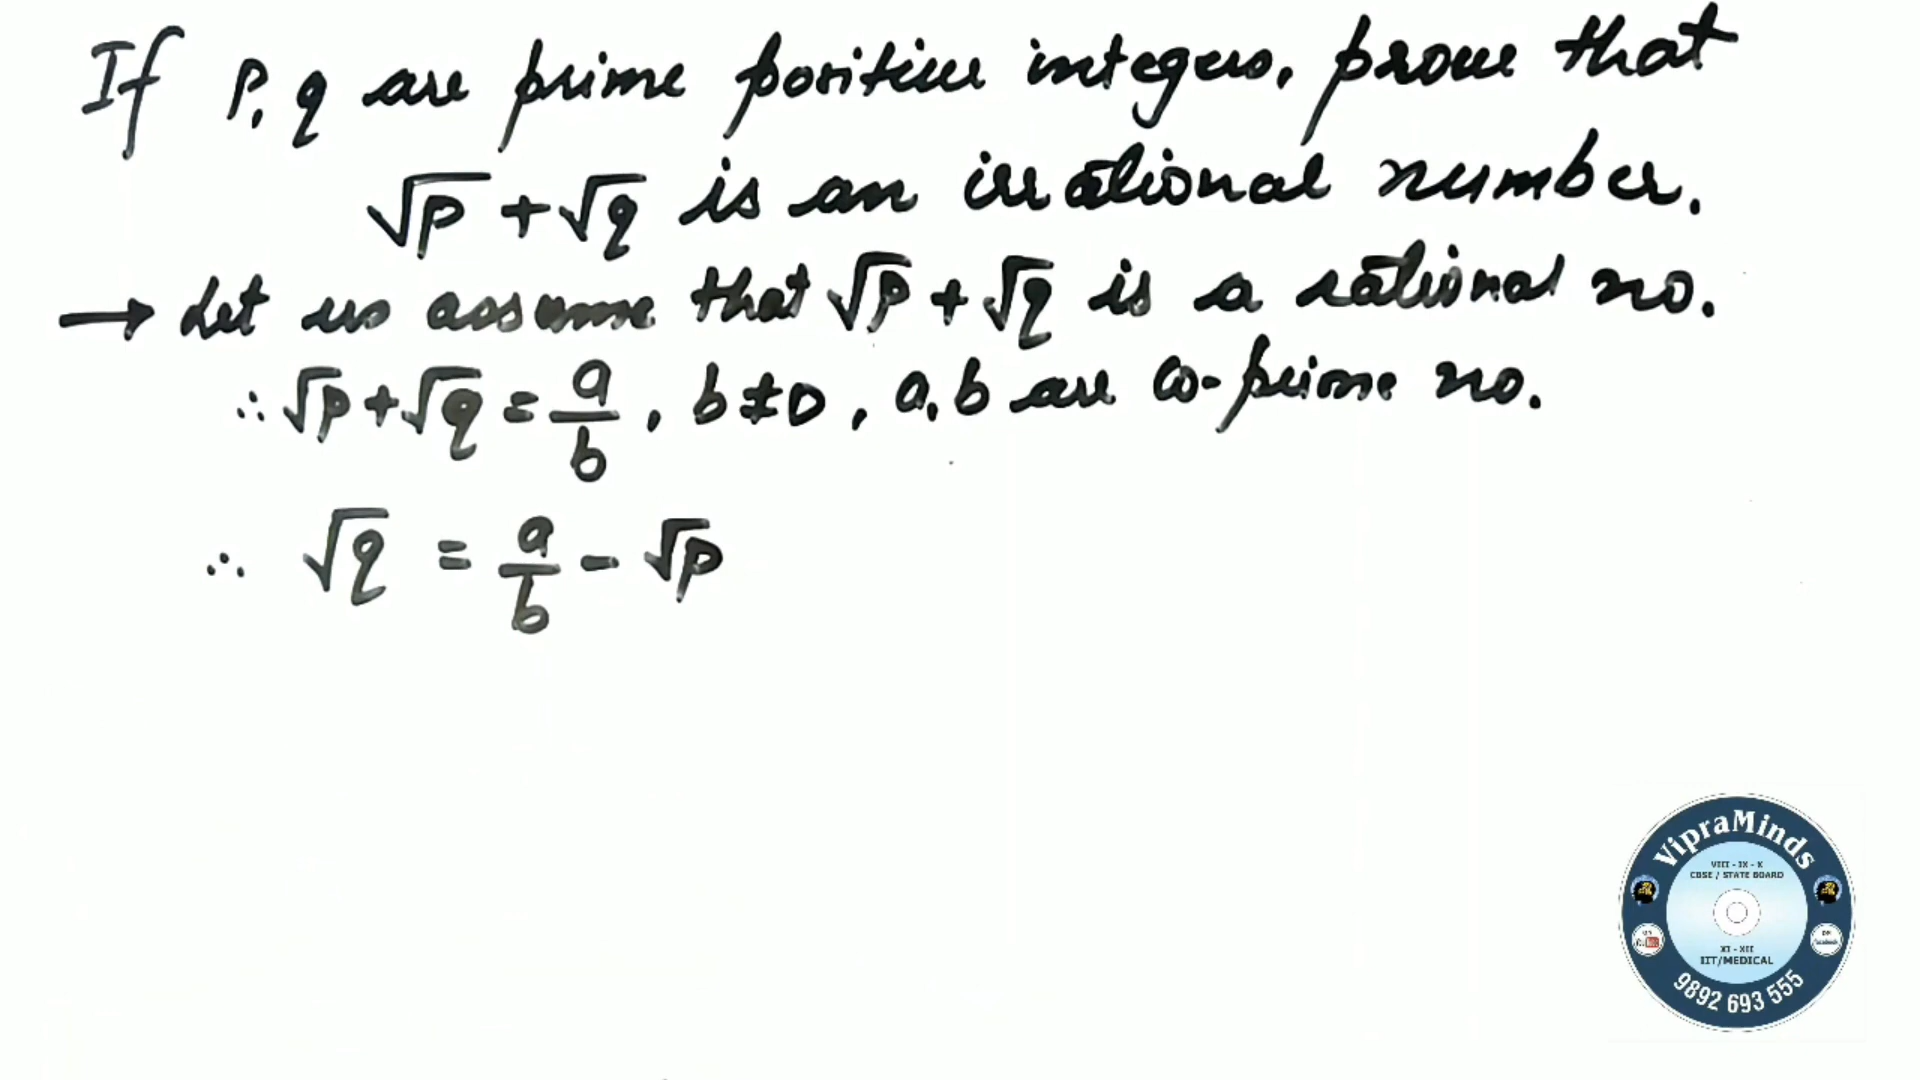 If p, q are prime positive integers, prove that
√p + √q is an irrational number.
→ Let us assume that √p + √q is a rational no.
∴ √p + √q = a/b, b ≠ 0, a, b are co-prime no.
∴ √q = a/b - √p
VipraMinds
VIII - IX - X
CBSE / STATE BOARD
XI - XII
IIT/MEDICAL
9892 693 555